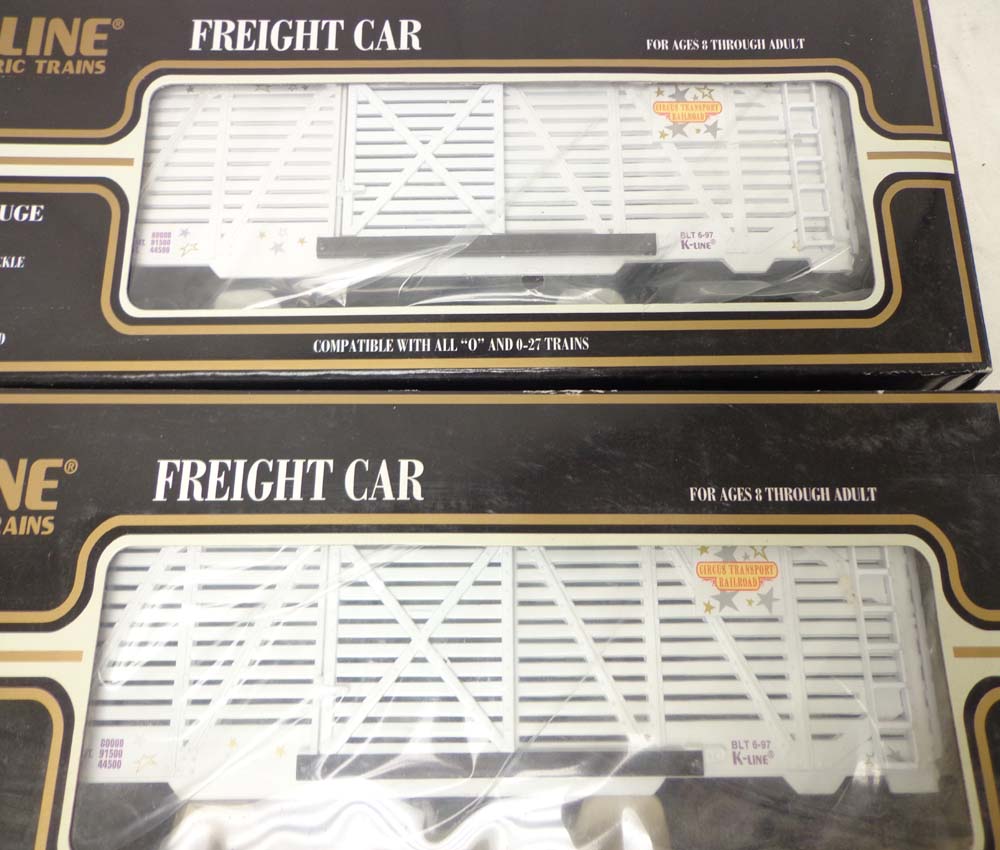 LINE®
FREIGHT CAR
FOR AGES 8 THROUGH ADULT
RIC TRAINS
CIRCUS TRANSPORT
RAILROAD
UGE
80000
91500
44500
BLT 6-97
K-LINE®
CKLE
COMPATIBLE WITH ALL "O" AND 0-27 TRAINS
NE®
FREIGHT CAR
FOR AGES 8 THROUGH ADULT
RAINS
CIRCUS TRANSPORT
RAILROAD
80000
91500
44500
BLT 6-97
K-LINE®